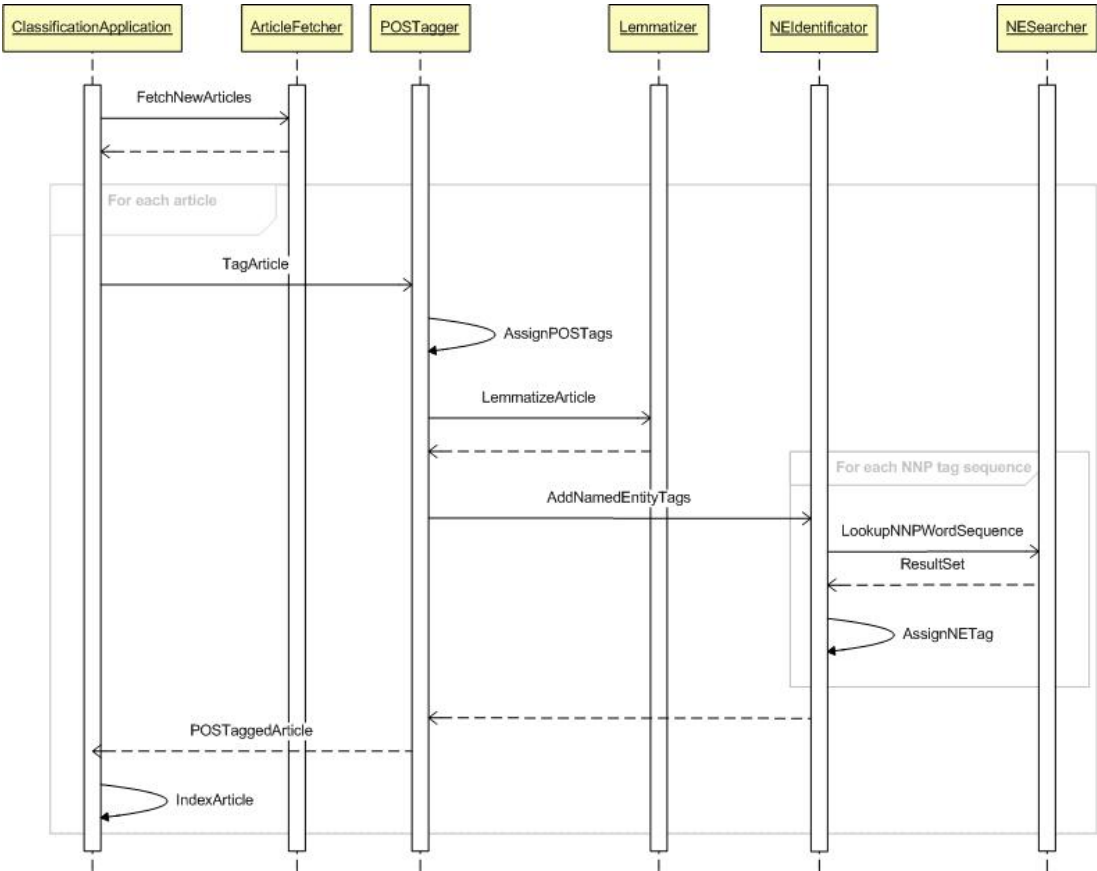 ClassificationApplication
ArticleFetcher
POSTagger
Lemmatizer
NEIdentificator
NESearcher
FetchNewArticles
For each article
TagArticle
AssignPOSTags
LemmatizeArticle
For each NNP tag sequence
AddNamedEntityTags
LookupNNPWordSequence
ResultSet
AssignNETag
POSTaggedArticle
IndexArticle